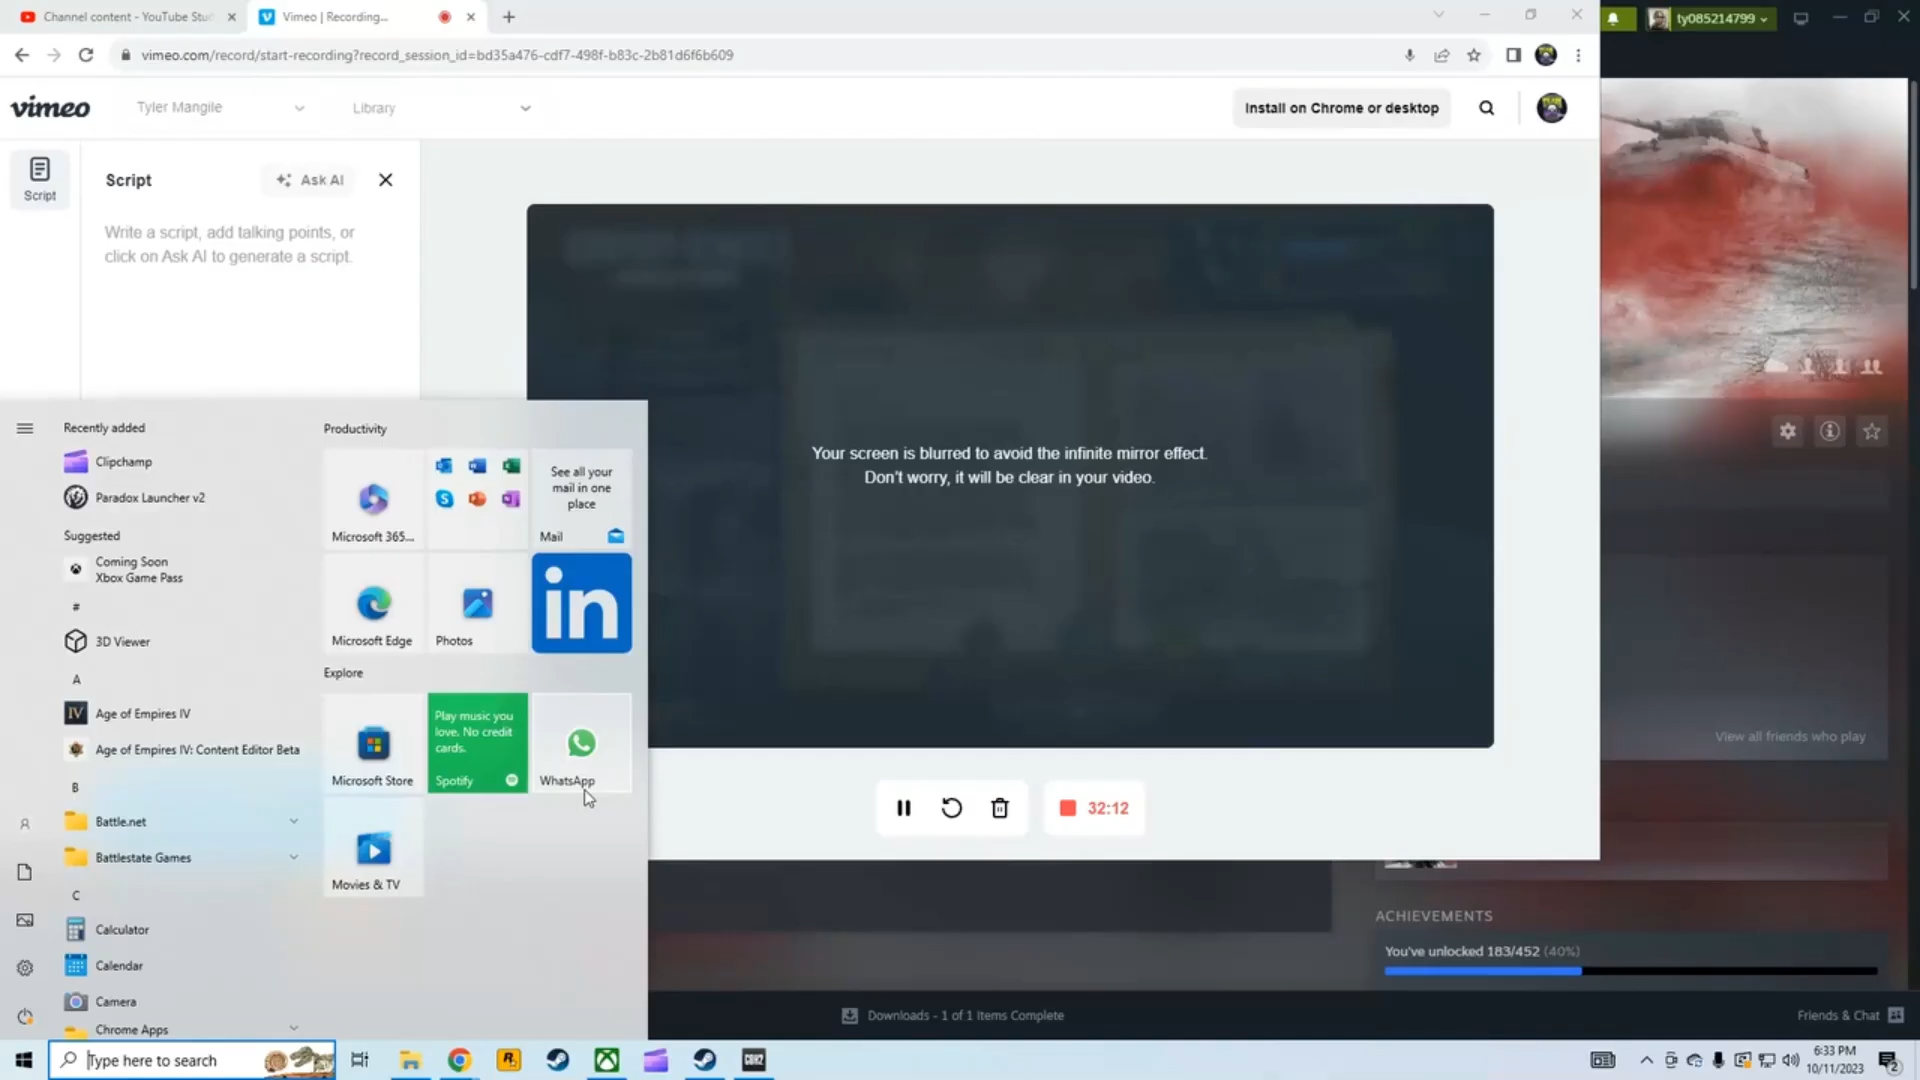 Channel content - YouTube Stu
Vimeo | Recording...
ty085214799
vimeo.com/record/start-recording?record_session_id=bd35a476-cdf7-498f-b83c-2b81d6f6b609
vimeo
Tyler Mangile
Library
Install on Chrome or desktop
Script
Script
Ask AI
Write a script, add talking points, or
click on Ask AI to generate a script.
Your screen is blurred to avoid the infinite mirror effect.
Don't worry, it will be clear in your video.
32:12
Recently added
Clipchamp
Paradox Launcher v2
Suggested
Coming Soon
Xbox Game Pass
#
3D Viewer
A
Age of Empires IV
Age of Empires IV: Content Editor Beta
B
Battle.net
Battlestate Games
C
Calculator
Calendar
Camera
Chrome Apps
Productivity
Microsoft 365...
See all your
mail in one
place
Mail
Microsoft Edge
Photos
in
Explore
Microsoft Store
Play music you
love. No credit
cards.
Spotify
WhatsApp
Movies & TV
View all friends who play
ACHIEVEMENTS
You've unlocked 183/452 (40%)
Downloads - 1 of 1 Items Complete
Friends & Chat
Type here to search
COH2
6:33 PM
10/11/2023
2